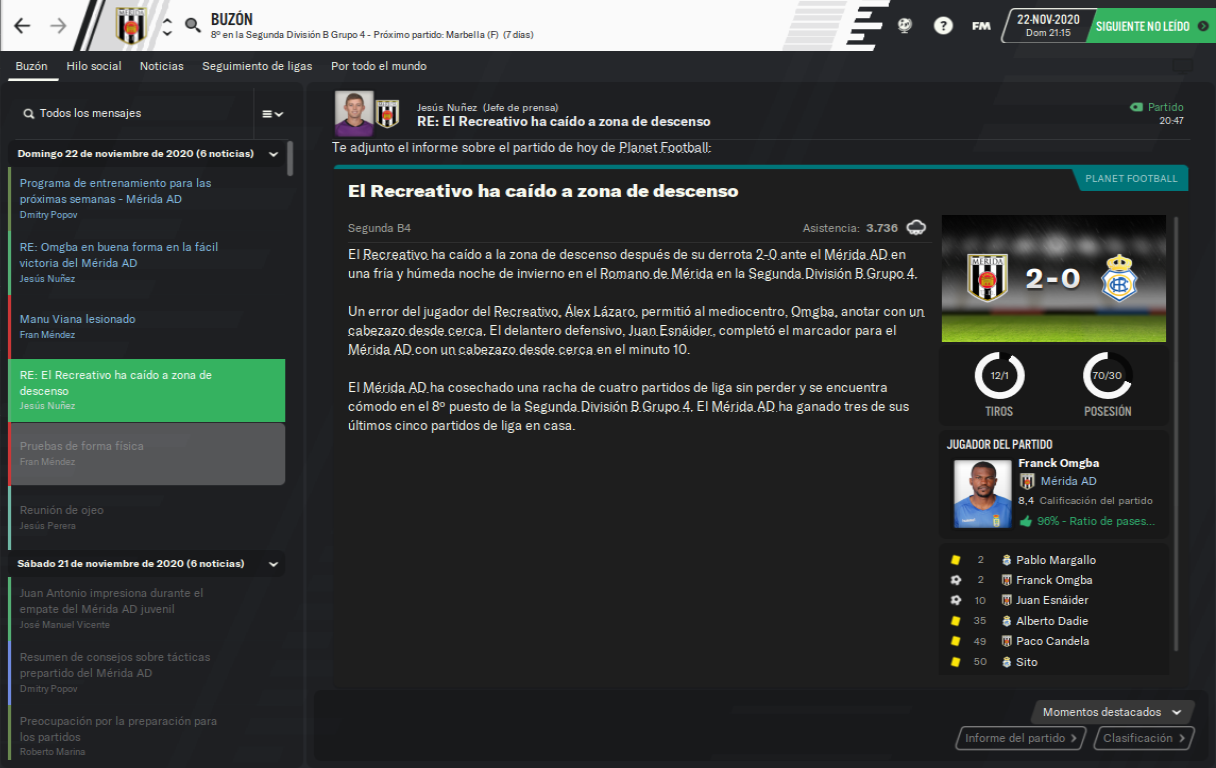 BUZÓN
8º en la Segunda División B Grupo 4 - Próximo partido: Marbella (F) (7 días)
FM
22-NOV-2020
Dom 21:15
SIGUIENTE NO LEÍDO
Buzón
Hilo social
Noticias
Seguimiento de ligas
Por todo el mundo
Todos los mensajes
Domingo 22 de noviembre de 2020 (6 noticias)
Programa de entrenamiento para las
próximas semanas - Mérida AD
Dmitry Popov
RE: Omgba en buena forma en la fácil
victoria del Mérida AD
Jesús Nuñez
Manu Viana lesionado
Fran Méndez
RE: El Recreativo ha caído a zona de
descenso
Jesús Nuñez
Pruebas de forma física
Fran Méndez
Reunión de ojeo
Jesús Perera
Sábado 21 de noviembre de 2020 (6 noticias)
Juan Antonio impresiona durante el
empate del Mérida AD juvenil
José Manuel Vicente
Resumen de consejos sobre tácticas
prepartido del Mérida AD
Dmitry Popov
Preocupación por la preparación para
los partidos
Roberto Marina
Jesús Nuñez (Jefe de prensa)
RE: El Recreativo ha caído a zona de descenso
Partido
20:47
Te adjunto el informe sobre el partido de hoy de Planet Football:
PLANET FOOTBALL
El Recreativo ha caído a zona de descenso
Segunda B4
Asistencia: 3.736
El Recreativo ha caído a la zona de descenso después de su derrota 2-0 ante el Mérida AD en
una fría y húmeda noche de invierno en el Romano de Mérida en la Segunda División B Grupo 4.
Un error del jugador del Recreativo, Álex Lázaro, permitió al mediocentro, Omgba, anotar con un
cabezazo desde cerca. El delantero defensivo, Juan Esnáider, completó el marcador para el
Mérida AD con un cabezazo desde cerca en el minuto 10.
El Mérida AD ha cosechado una racha de cuatro partidos de liga sin perder y se encuentra
cómodo en el 8º puesto de la Segunda División B Grupo 4. El Mérida AD ha ganado tres de sus
últimos cinco partidos de liga en casa.
MÉRIDA
2-0
12/1
TIROS
70/30
POSESIÓN
JUGADOR DEL PARTIDO
Franck Omgba
Mérida AD
8,4 Calificación del partido
96% - Ratio de pases...
2 Pablo Margallo
2 Franck Omgba
10 Juan Esnáider
35 Alberto Dadie
49 Paco Candela
50 Sito
Momentos destacados
Informe del partido
Clasificación